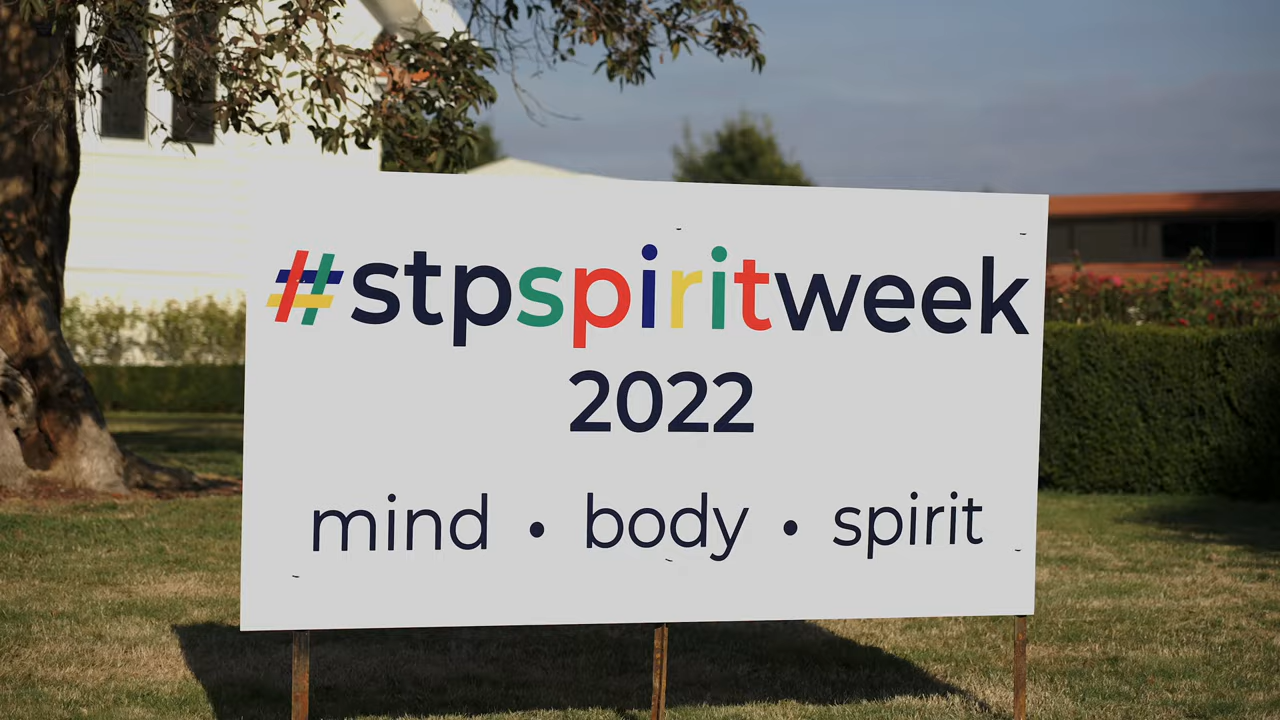 #stpspiritweek
2022
mind • body • spirit